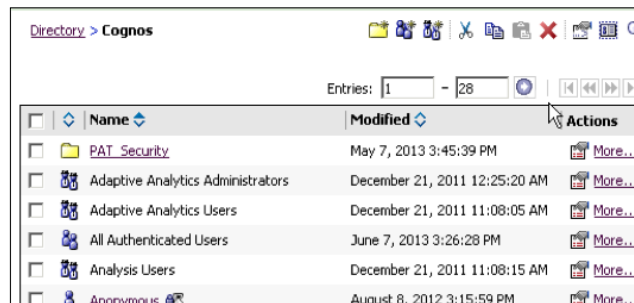 Directory > Cognos
Entries: 1 - 28
Name Modified Actions
PAT_Security May 7, 2013 3:45:39 PM More...
Adaptive Analytics Administrators December 21, 2011 12:25:20 AM More...
Adaptive Analytics Users December 21, 2011 11:08:05 AM More...
All Authenticated Users June 7, 2013 3:26:28 PM More...
Analysis Users December 21, 2011 11:08:15 AM More...
Anonymous August 8, 2012 3:15:59 PM More...